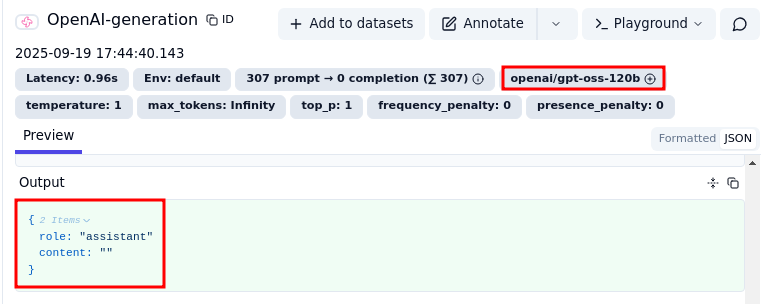 OpenAI-generation ID Add to datasets Annotate Playground
2025-09-19 17:44:40.143
Latency: 0.96s Env: default 307 prompt → 0 completion (∑ 307) openai/gpt-oss-120b
temperature: 1 max_tokens: Infinity top_p: 1 frequency_penalty: 0 presence_penalty: 0
Preview Formatted JSON
Output
{ 2 Items
role: "assistant"
content: ""
}